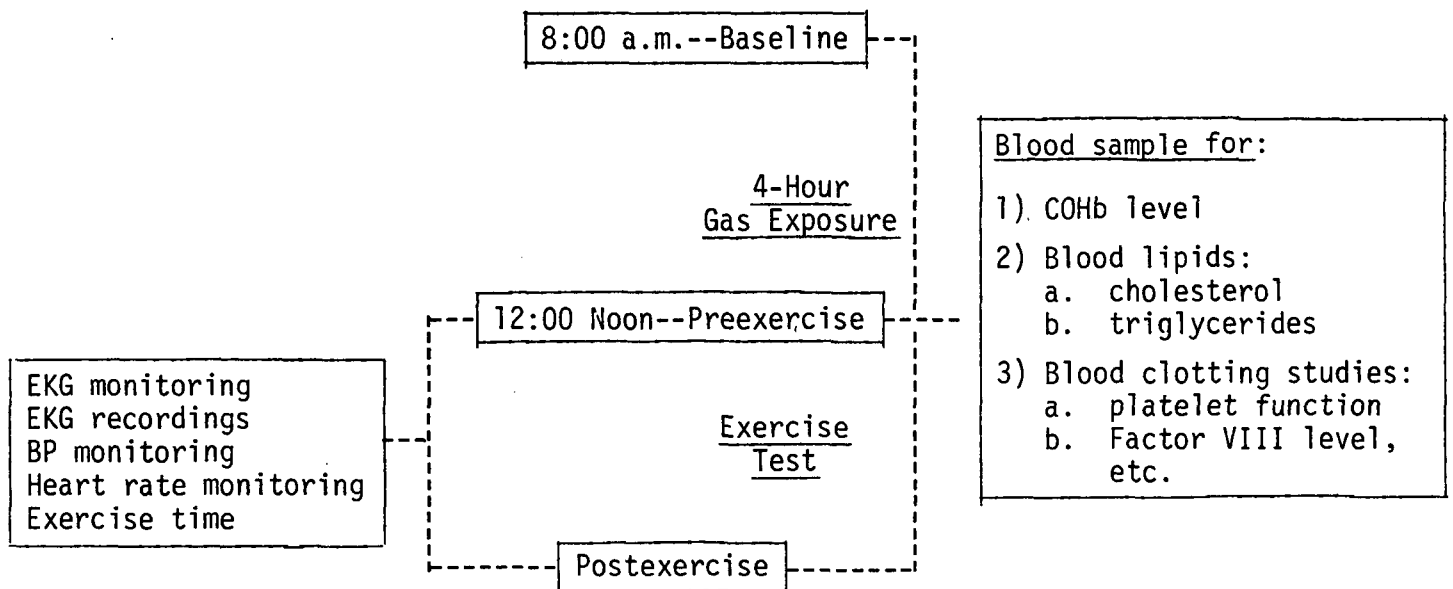 8:00 a.m.--Baseline
4-Hour
Gas Exposure
12:00 Noon--Preexercise
Exercise
Test
Postexercise
EKG monitoring
EKG recordings
BP monitoring
Heart rate monitoring
Exercise time
Blood sample for:
1) COHb level
2) Blood lipids:
a. cholesterol
b. triglycerides
3) Blood clotting studies:
a. platelet function
b. Factor VIII level,
etc.